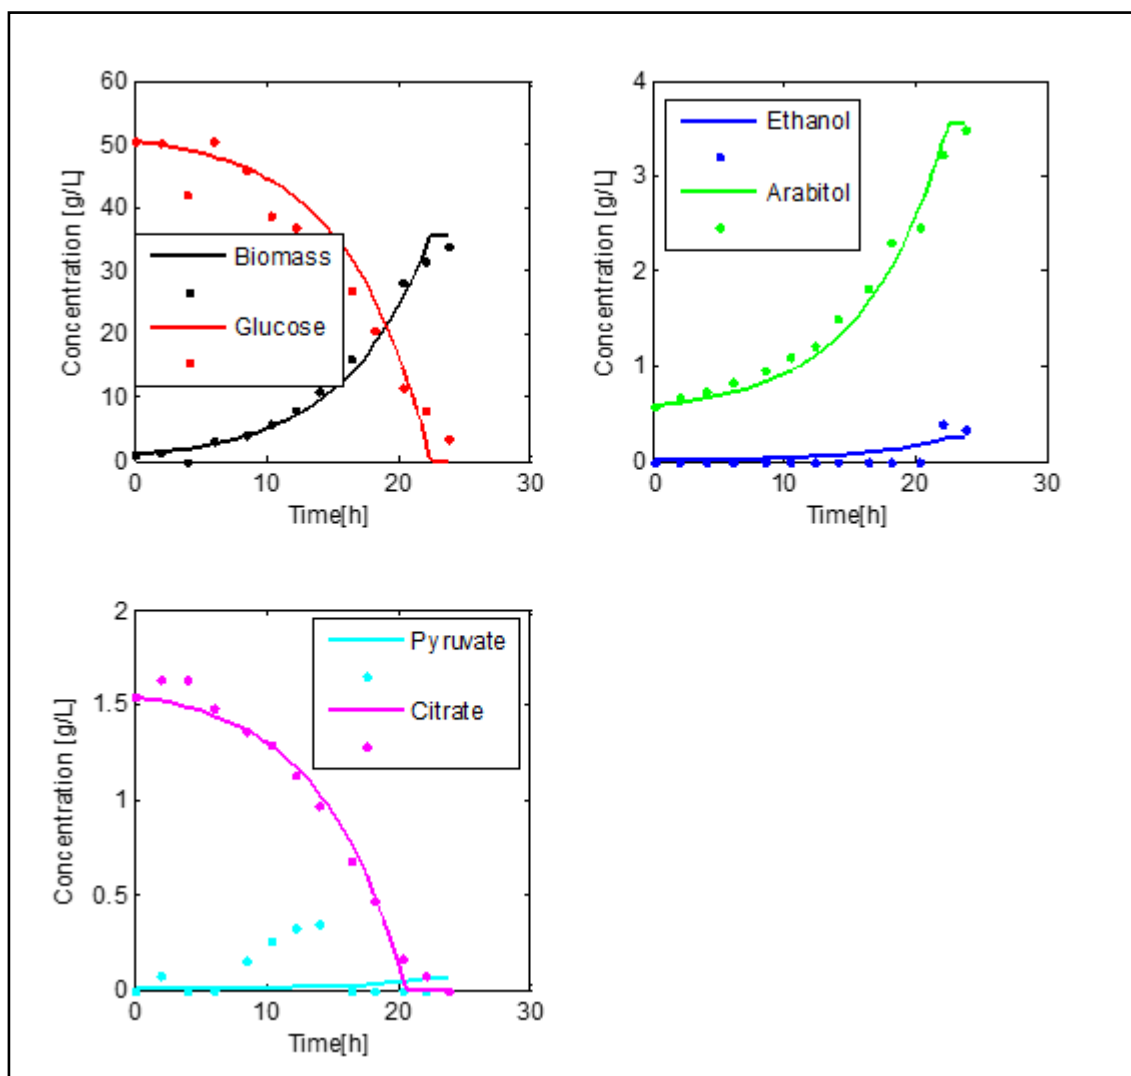 60
50
40
30
20
10
0
Concentration [g/L]
Biomass
Glucose
0 10 20 30
Time[h]
4
3
2
1
0
Concentration [g/L]
Ethanol
Arabitol
0 10 20 30
Time[h]
2
1.5
1
0.5
0
Concentration [g/L]
Pyruvate
Citrate
0 10 20 30
Time[h]